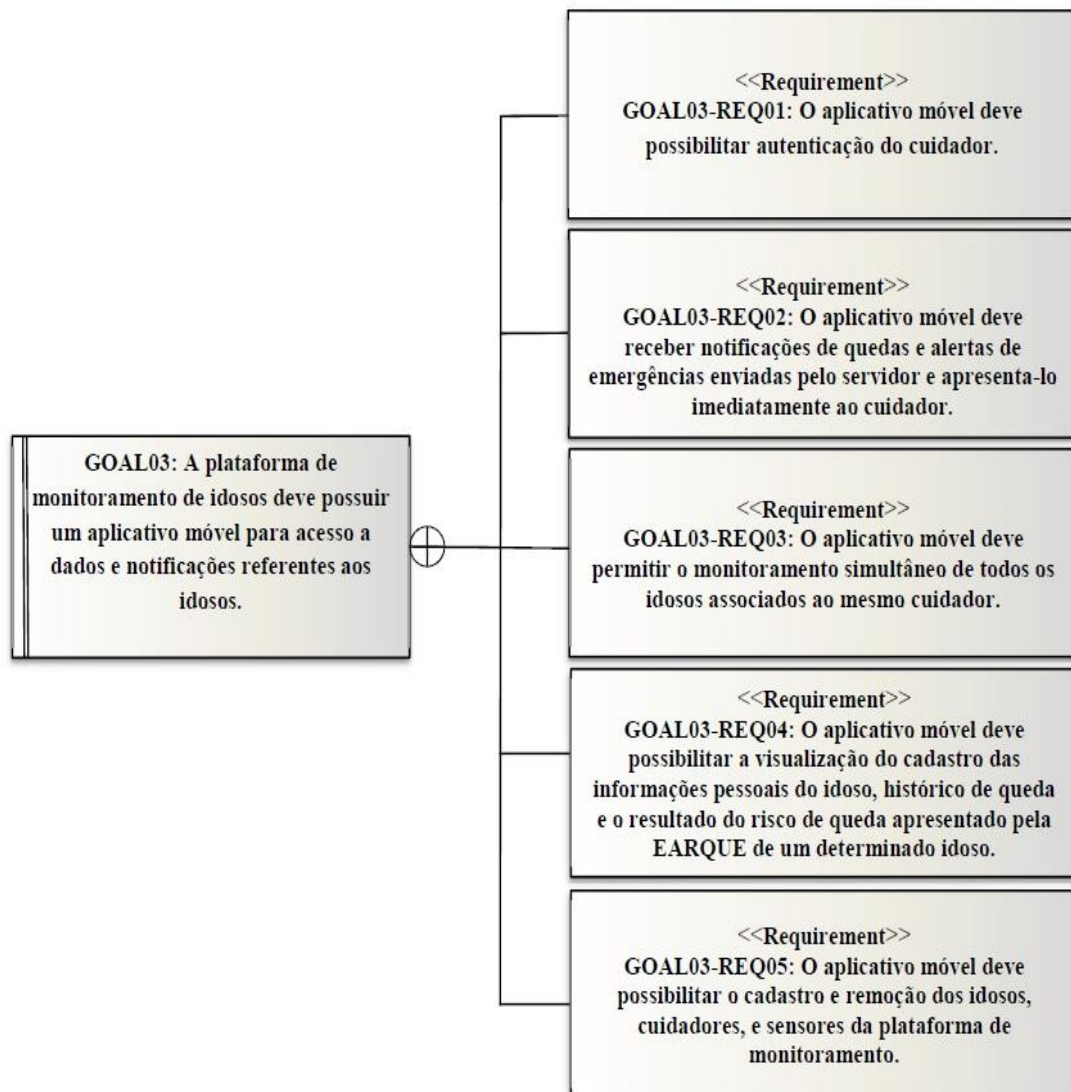 <<Requirement>>
GOAL03-REQ01: O aplicativo móvel deve
possibilitar autenticação do cuidador.
<<Requirement>>
GOAL03-REQ02: O aplicativo móvel deve
receber notificações de quedas e alertas de
emergências enviadas pelo servidor e apresenta-lo
imediatamente ao cuidador.
GOAL03: A plataforma de
monitoramento de idosos deve possuir
um aplicativo móvel para acesso a
dados e notificações referentes aos
idosos.
<<Requirement>>
GOAL03-REQ03: O aplicativo móvel deve
permitir o monitoramento simultâneo de todos os
idosos associados ao mesmo cuidador.
<<Requirement>>
GOAL03-REQ04: O aplicativo móvel deve
possibilitar a visualização do cadastro das
informações pessoais do idoso, histórico de queda
e o resultado do risco de queda apresentado pela
EARQUE de um determinado idoso.
<<Requirement>>
GOAL03-REQ05: O aplicativo móvel deve
possibilitar o cadastro e remoção dos idosos,
cuidadores, e sensores da plataforma de
monitoramento.